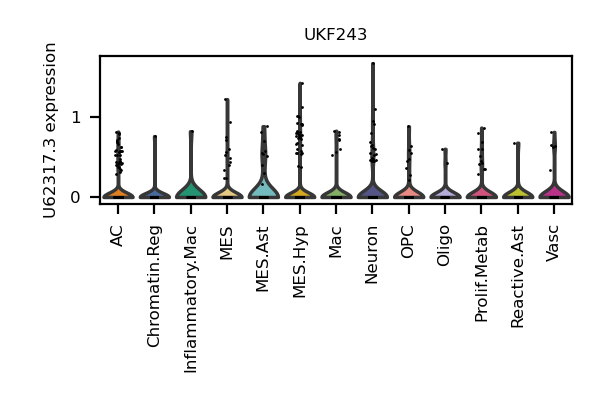 UKF243
U62317.3 expression
1
0
AC
Chromatin.Reg
Inflammatory.Mac
MES
MES.Ast
MES.Hyp
Mac
Neuron
OPC
Oligo
Prolif.Metab
Reactive.Ast
Vasc